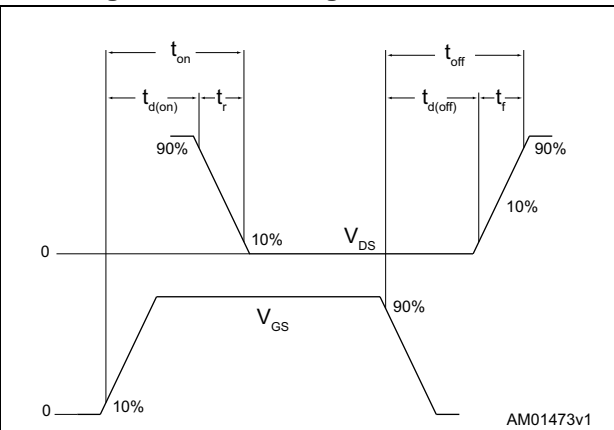 t_on t_off
t_d(on) t_r t_d(off) t_f
90% 90%
10%
10% V_DS
0
90%
V_GS
0 10%
AM01473v1